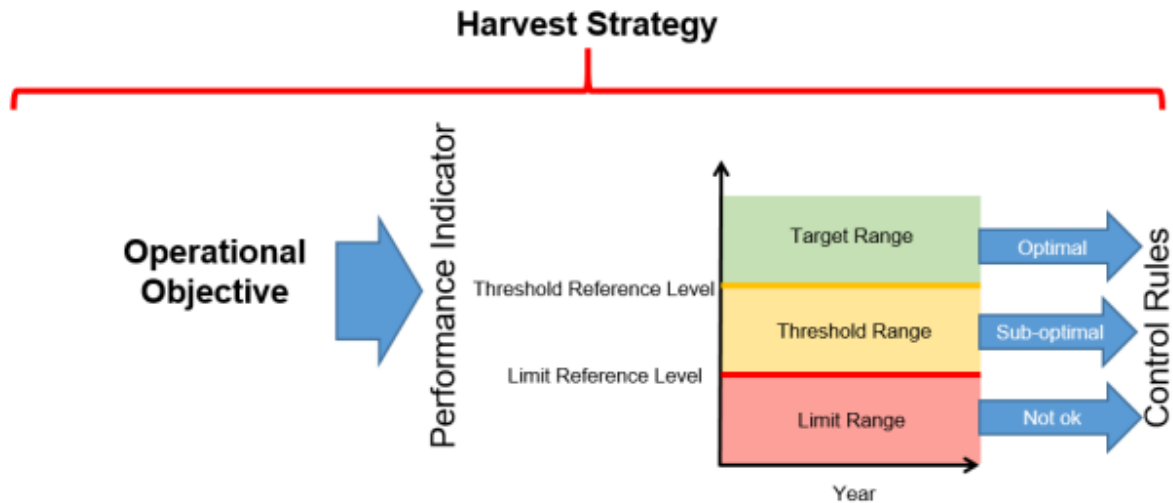 Harvest Strategy
Operational
Objective
Performance Indicator
Threshold Reference Level
Limit Reference Level
Target Range
Threshold Range
Limit Range
Year
Optimal
Sub-optimal
Not ok
Control Rules